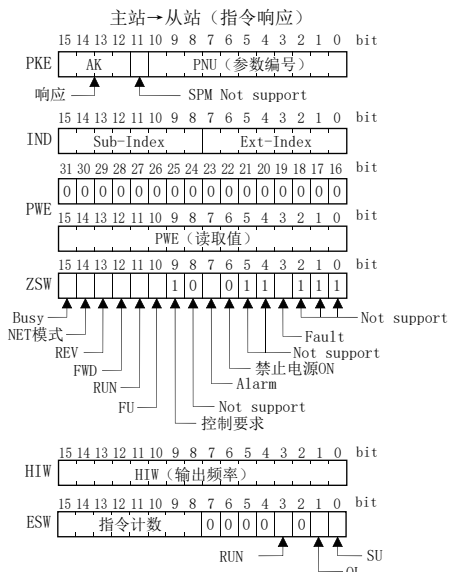 主站→从站（指令响应）
15 14 13 12 11 10 9 8 7 6 5 4 3 2 1 0 bit
PKE AK PNU（参数编号）
响应 SPM Not support
15 14 13 12 11 10 9 8 7 6 5 4 3 2 1 0 bit
IND Sub-Index Ext-Index
31 30 29 28 27 26 25 24 23 22 21 20 19 18 17 16
0 0 0 0 0 0 0 0 0 0 0 0 0 0 0 0
PWE
15 14 13 12 11 10 9 8 7 6 5 4 3 2 1 0 bit
PWE（读取值）
15 14 13 12 11 10 9 8 7 6 5 4 3 2 1 0 bit
ZSW 1 0 0 0 1 1 1 1 1
Busy Not support
NET模式 Fault
REV Not support
FWD 禁止电源ON
RUN Alarm
FU Not support
控制要求
15 14 13 12 11 10 9 8 7 6 5 4 3 2 1 0 bit
HIW HIW（输出频率）
15 14 13 12 11 10 9 8 7 6 5 4 3 2 1 0 bit
ESW 指令计数 0 0 0 0 0
RUN SU
OL